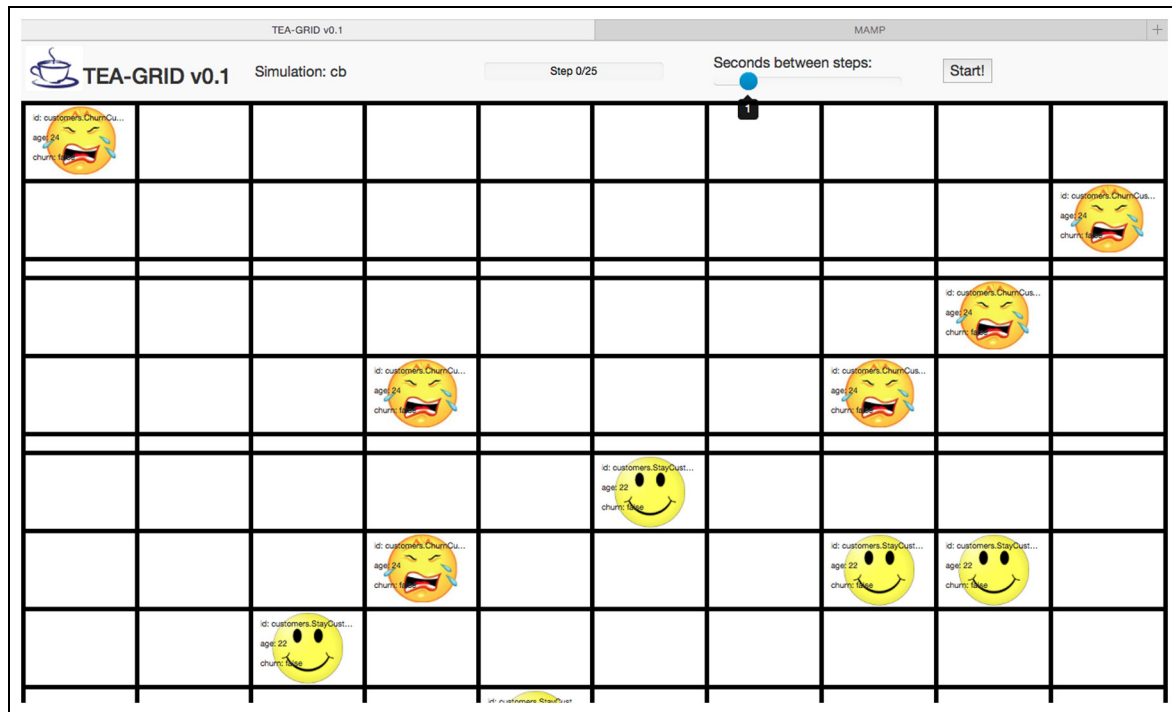 TEA-GRID v0.1 MAMP +
TEA-GRID v0.1 Simulation: cb Step 0/25 Seconds between steps: Start!
1
id: customers.ChurnCu...
age: 24
churn: false
id: customers.ChurnCus...
age: 24
churn: false
id: customers.ChurnCus...
age: 24
churn: false
id: customers.ChurnCu... id: customers.ChurnCus...
age: 24 age: 24
churn: false churn: false
id: customers.StayCust...
age: 22
churn: false
id: customers.ChurnCu... id: customers.StayCust... id: customers.StayCust...
age: 24 age: 22 age: 22
churn: false churn: false churn: false
id: customers.StayCust...
age: 22
churn: false
id: customers.StayCust